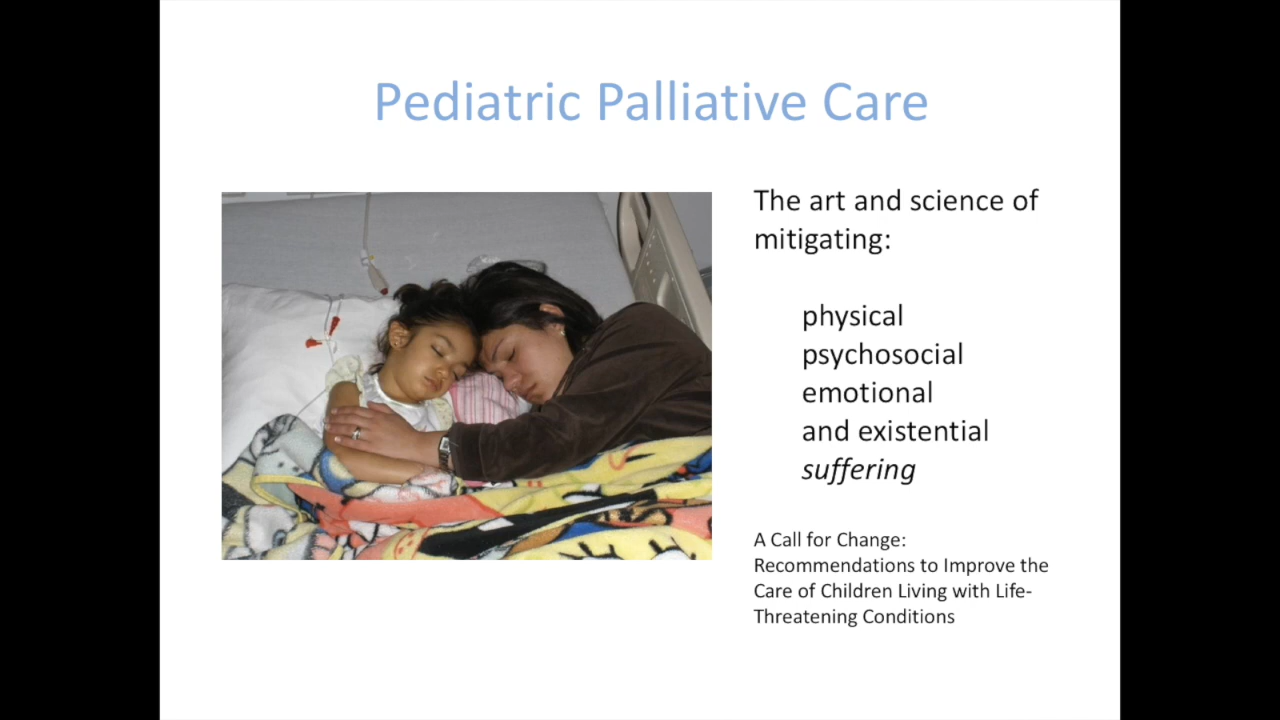 Pediatric Palliative Care
The art and science of
mitigating:
physical
psychosocial
emotional
and existential
suffering
A Call for Change:
Recommendations to Improve the
Care of Children Living with Life-
Threatening Conditions